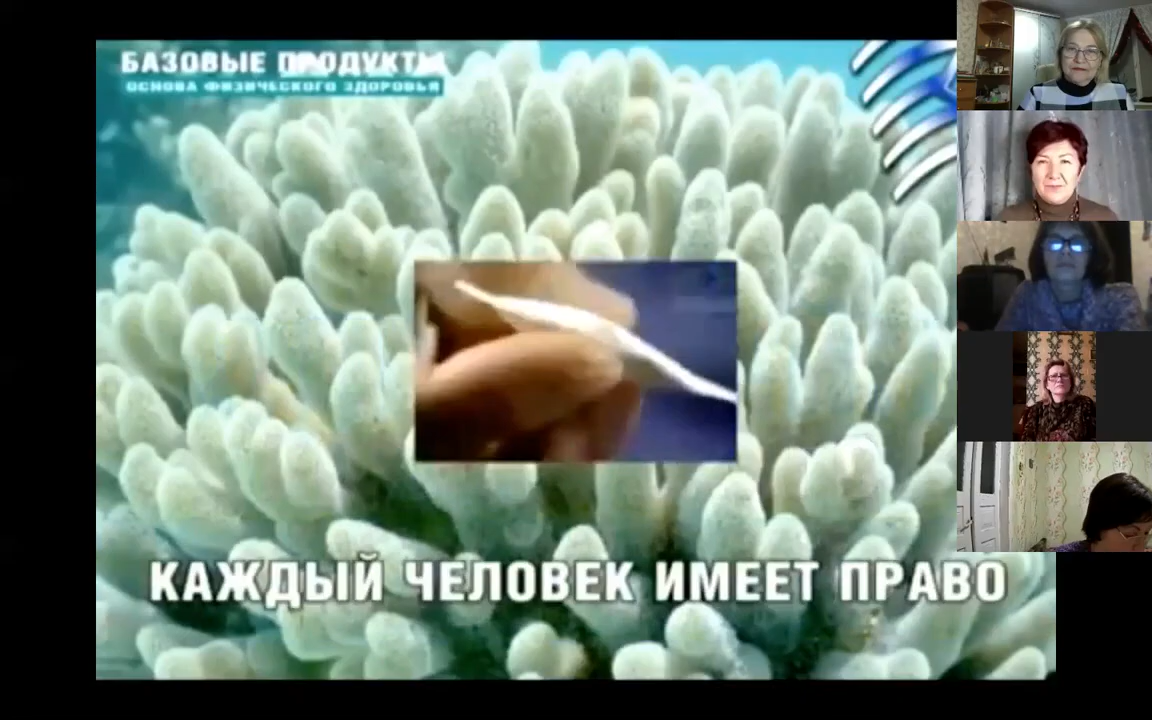 БАЗОВЫЕ ПРОДУКТЫ
ОСНОВА ФИЗИЧЕСКОГО ЗДОРОВЬЯ
КАЖДЫЙ ЧЕЛОВЕК ИМЕЕТ ПРАВО